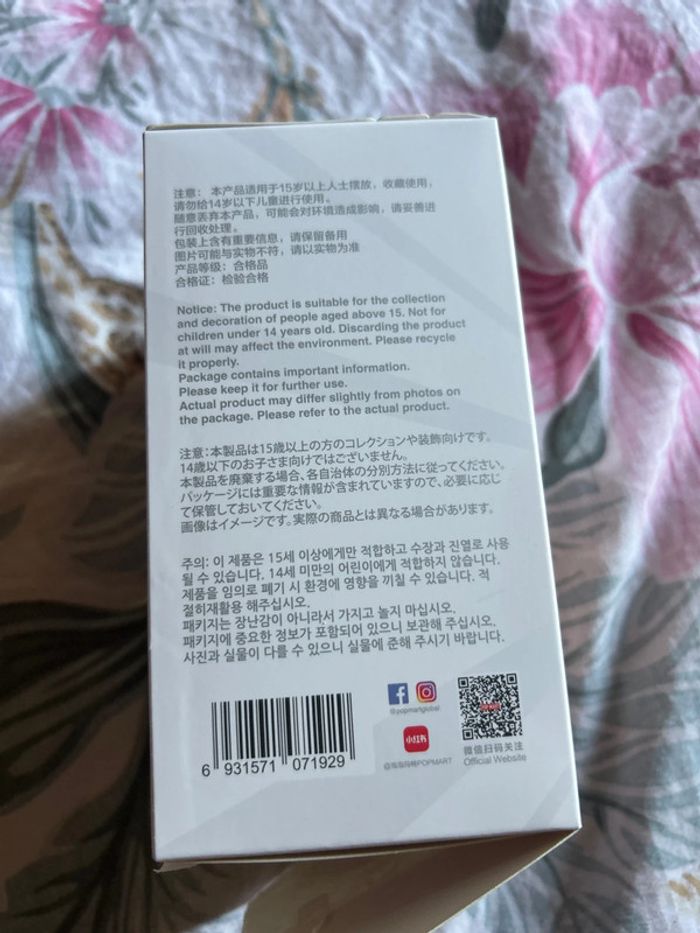 注意： 本产品适用于15岁以上人士摆放，收藏使用，
请勿给14岁以下儿童进行使用。
随意丢弃本产品，可能会对环境造成影响，请妥善进
行回收处理。
包装上含有重要信息，请保留备用
图片可能与实物不符，请以实物为准
产品等级：合格品
合格证：检验合格
Notice: The product is suitable for the collection
and decoration of people aged above 15. Not for
children under 14 years old. Discarding the product
at will may affect the environment. Please recycle
it properly.
Package contains important information.
Please keep it for further use.
Actual product may differ slightly from photos on
the package. Please refer to the actual product.
注意：本製品は15歳以上の方のコレクションや装飾向けです。
14歳以下のお子さま向けではございません。
本製品を廃棄する場合、各自治体の分別方法に従ってください。
パッケージには重要な情報が含まれていますので、必要に応じ
て保管しておいてください。
画像はイメージです。実際の商品とは異なる場合があります。
주의: 이 제품은 15세 이상에게만 적합하고 수장과 진열로 사용
될 수 있습니다. 14세 미만의 어린이에게 적합하지 않습니다.
제품을 임의로 폐기 시 환경에 영향을 끼칠 수 있습니다. 적
절히재활용 해주십시오.
패키지는 장난감이 아니라서 가지고 놀지 마십시오.
패키지에 중요한 정보가 포함되어 있으니 보관해 주십시오.
사진과 실물이 다를 수 있으니 실물에 준해 주시기 바랍니다.
@popmartglobal
小红书
@泡泡玛特POPMART
微信扫码关注
Official Website
6 931571 071929